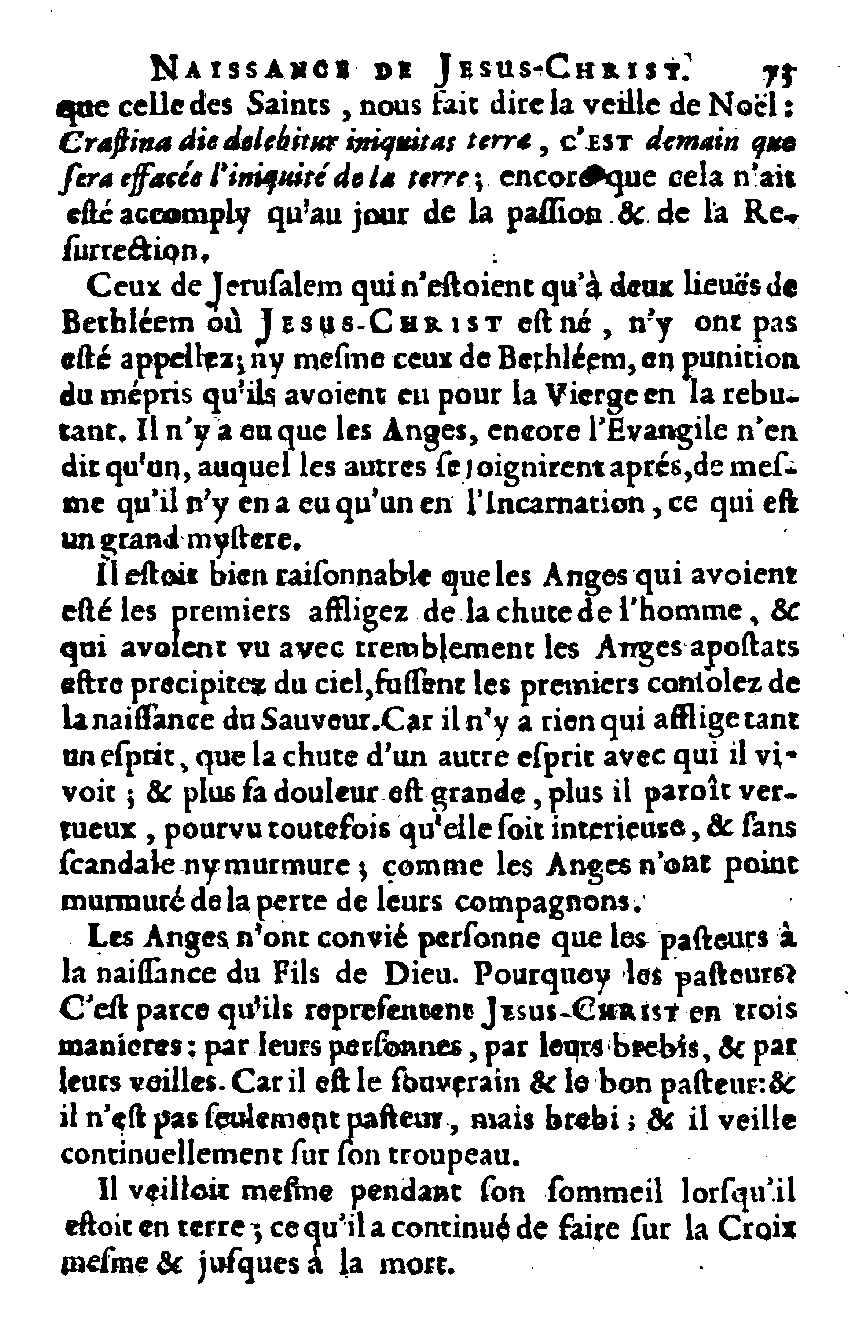 NAISSANCE DE JESUS-CHRIST. 75
que celle des Saints, nous fait dire la veille de Noël :
Craſtina die delebitur iniquitas terra, C'EST demain que
ſera effacée l'iniquité de la terre ; encore que cela n'ait
eſté accomply qu'au jour de la paſſion & de la Re-
ſurrection.
Ceux de Jeruſalem qui n'eſtoient qu'à deux lieuës de
Bethléem où JESUS-CHRIST eſt né, n'y ont pas
eſté appellez ; ny meſme ceux de Bethléem, en punition
du mépris qu'ils avoient eu pour la Vierge en la rebu-
tant. Il n'y a eu que les Anges, encore l'Evangile n'en
dit qu'un, auquel les autres ſe joignirent aprés, de meſ-
me qu'il n'y en a eu qu'un en l'Incarnation, ce qui eſt
un grand myſtere.
Il eſtoit bien raiſonnable que les Anges qui avoient
eſté les premiers affligez de la chute de l'homme, &
qui avoient vu avec tremblement les Anges apoſtats
eſtre precipitez du ciel, fuſſent les premiers conſolez de
la naiſſance du Sauveur. Car il n'y a rien qui afflige tant
un eſprit, que la chute d'un autre eſprit avec qui il vi-
voit ; & plus ſa douleur eſt grande, plus il paroît ver-
tueux, pourvu toutefois qu'elle ſoit interieure, & ſans
ſcandale ny murmure ; comme les Anges n'ont point
murmuré de la perte de leurs compagnons.
Les Anges n'ont convié perſonne que les paſteurs à
la naiſſance du Fils de Dieu. Pourquoy les paſteurs?
C'eſt parce qu'ils repreſentent JESUS-CHRIST en trois
manieres : par leurs perſonnes, par leurs brebis, & par
leurs veilles. Car il eſt le ſouverain & le bon paſteur : &
il n'eſt pas ſeulement paſteur, mais brebi ; & il veille
continuellement ſur ſon troupeau.
Il veilloit meſme pendant ſon ſommeil lorſqu'il
eſtoit en terre ; ce qu'il a continué de faire ſur la Croix
meſme & juſques à la mort.